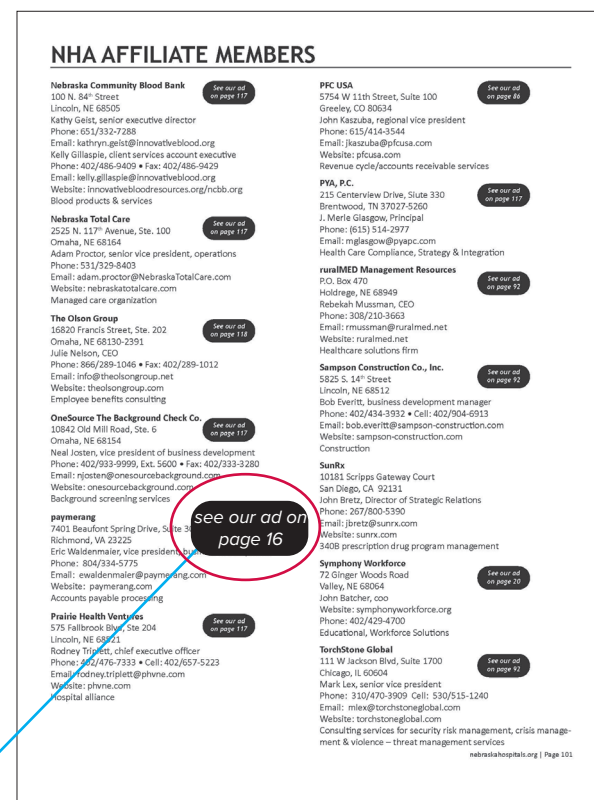 NHA AFFILIATE MEMBERS
Nebraska Community Blood Bank
See our ad
on page 117
100 N. 84th Street
Lincoln, NE 68505
Kathy Geist, senior executive director
Phone: 651/332-7288
Email: kathryn.geist@innovativeblood.org
Kelly Gillaspie, client services account executive
Phone: 402/486-9409 • Fax: 402/486-9429
Email: kelly.gillaspie@innovativeblood.org
Website: innovativebloodresources.org/ncbb.org
Blood products & services
Nebraska Total Care
See our ad
on page 117
2525 N. 117th Avenue, Ste. 100
Omaha, NE 68164
Adam Proctor, senior vice president, operations
Phone: 531/329-8403
Email: adam.proctor@NebraskaTotalCare.com
Website: nebraskatotalcare.com
Managed care organization
The Olson Group
See our ad
on page 118
16820 Francis Street, Ste. 202
Omaha, NE 68130-2391
Julie Nelson, CEO
Phone: 866/289-1046 • Fax: 402/289-1012
Email: info@theolsongroup.net
Website: theolsongroup.com
Employee benefits consulting
OneSource The Background Check Co.
See our ad
on page 117
10842 Old Mill Road, Ste. 6
Omaha, NE 68154
Neal Josten, vice president of business development
Phone: 402/933-9999, Ext. 5600 • Fax: 402/333-3280
Email: njosten@onesourcebackground.com
Website: onesourcebackground.com
Background screening services
paymerang
see our ad on
page 16
7401 Beaufont Spring Drive, Suite 30
Richmond, VA 23225
Eric Waldenmaier, vice president,
Phone: 804/334-5775
Email: ewaldenmaier@paymerang.com
Website: paymerang.com
Accounts payable processing
Prairie Health Ventures
See our ad
on page 117
575 Fallbrook Blvd, Ste 204
Lincoln, NE 68521
Rodney Triplett, chief executive officer
Phone: 402/476-7333 • Cell: 402/657-5223
Email: rodney.triplett@phvne.com
Website: phvne.com
Hospital alliance
PFC USA
See our ad
on page 86
5754 W 11th Street, Suite 100
Greeley, CO 80634
John Kaszuba, regional vice president
Phone: 615/414-3544
Email: jkaszuba@pfcusa.com
Website: pfcusa.com
Revenue cycle/accounts receivable services
PYA, P.C.
See our ad
on page 117
215 Centerview Drive, Siute 330
Brentwood, TN 37027-5260
J. Merle Glasgow, Principal
Phone: (615) 514-2977
Email: mglasgow@pyapc.com
Health Care Compliance, Strategy & Integration
ruralMED Management Resources
See our ad
on page 92
P.O. Box 470
Holdrege, NE 68949
Rebekah Mussman, CEO
Phone: 308/210-3663
Email: rmussman@ruralmed.net
Website: ruralmed.net
Healthcare solutions firm
Sampson Construction Co., Inc.
See our ad
on page 92
5825 S. 14th Street
Lincoln, NE 68512
Bob Everitt, business development manager
Phone: 402/434-3932 • Cell: 402/904-6913
Email: bob.everitt@sampson-construction.com
Website: sampson-construction.com
Construction
SunRx
10181 Scripps Gateway Court
San Diego, CA 92131
John Bretz, Director of Strategic Relations
Phone: 267/800-5390
Email: jbretz@sunrx.com
Website: sunrx.com
340B prescription drug program management
Symphony Workforce
See our ad
on page 20
72 Ginger Woods Road
Valley, NE 68064
John Batcher, coo
Website: symphonyworkforce.org
Phone: 402/429-4700
Educational, Workforce Solutions
TorchStone Global
See our ad
on page 92
111 W Jackson Blvd, Suite 1700
Chicago, IL 60604
Mark Lex, senior vice president
Phone: 310/470-3909 Cell: 530/515-1240
Email: mlex@torchstoneglobal.com
Website: torchstoneglobal.com
Consulting services for security risk management, crisis manage-
ment & violence – threat management services
nebraskahospitals.org | Page 101